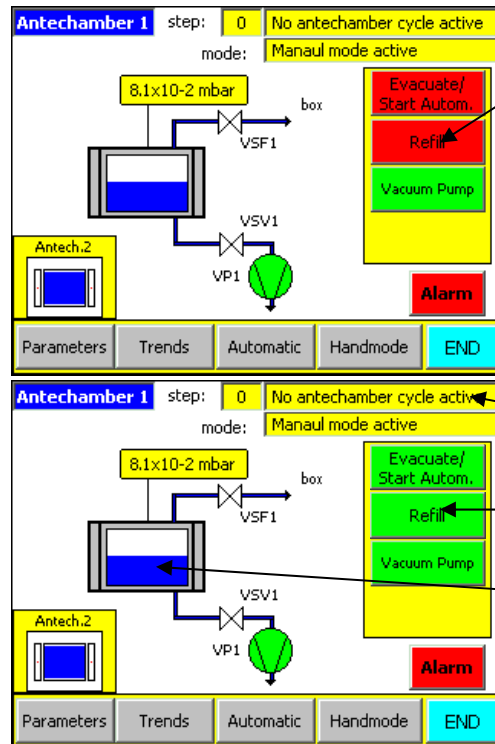 Antechamber 1 step: 0 No antechamber cycle active
mode: Manaul mode active
8.1x10-2 mbar
box
VSF1
Evacuate/
Start Autom.
Refill
Vacuum Pump
VSV1
Antech.2
VP1
Alarm
Parameters Trends Automatic Handmode END
Antechamber 1 step: 0 No antechamber cycle active
mode: Manaul mode active
8.1x10-2 mbar
box
VSF1
Evacuate/
Start Autom.
Refill
Vacuum Pump
VSV1
Antech.2
VP1
Alarm
Parameters Trends Automatic Handmode END